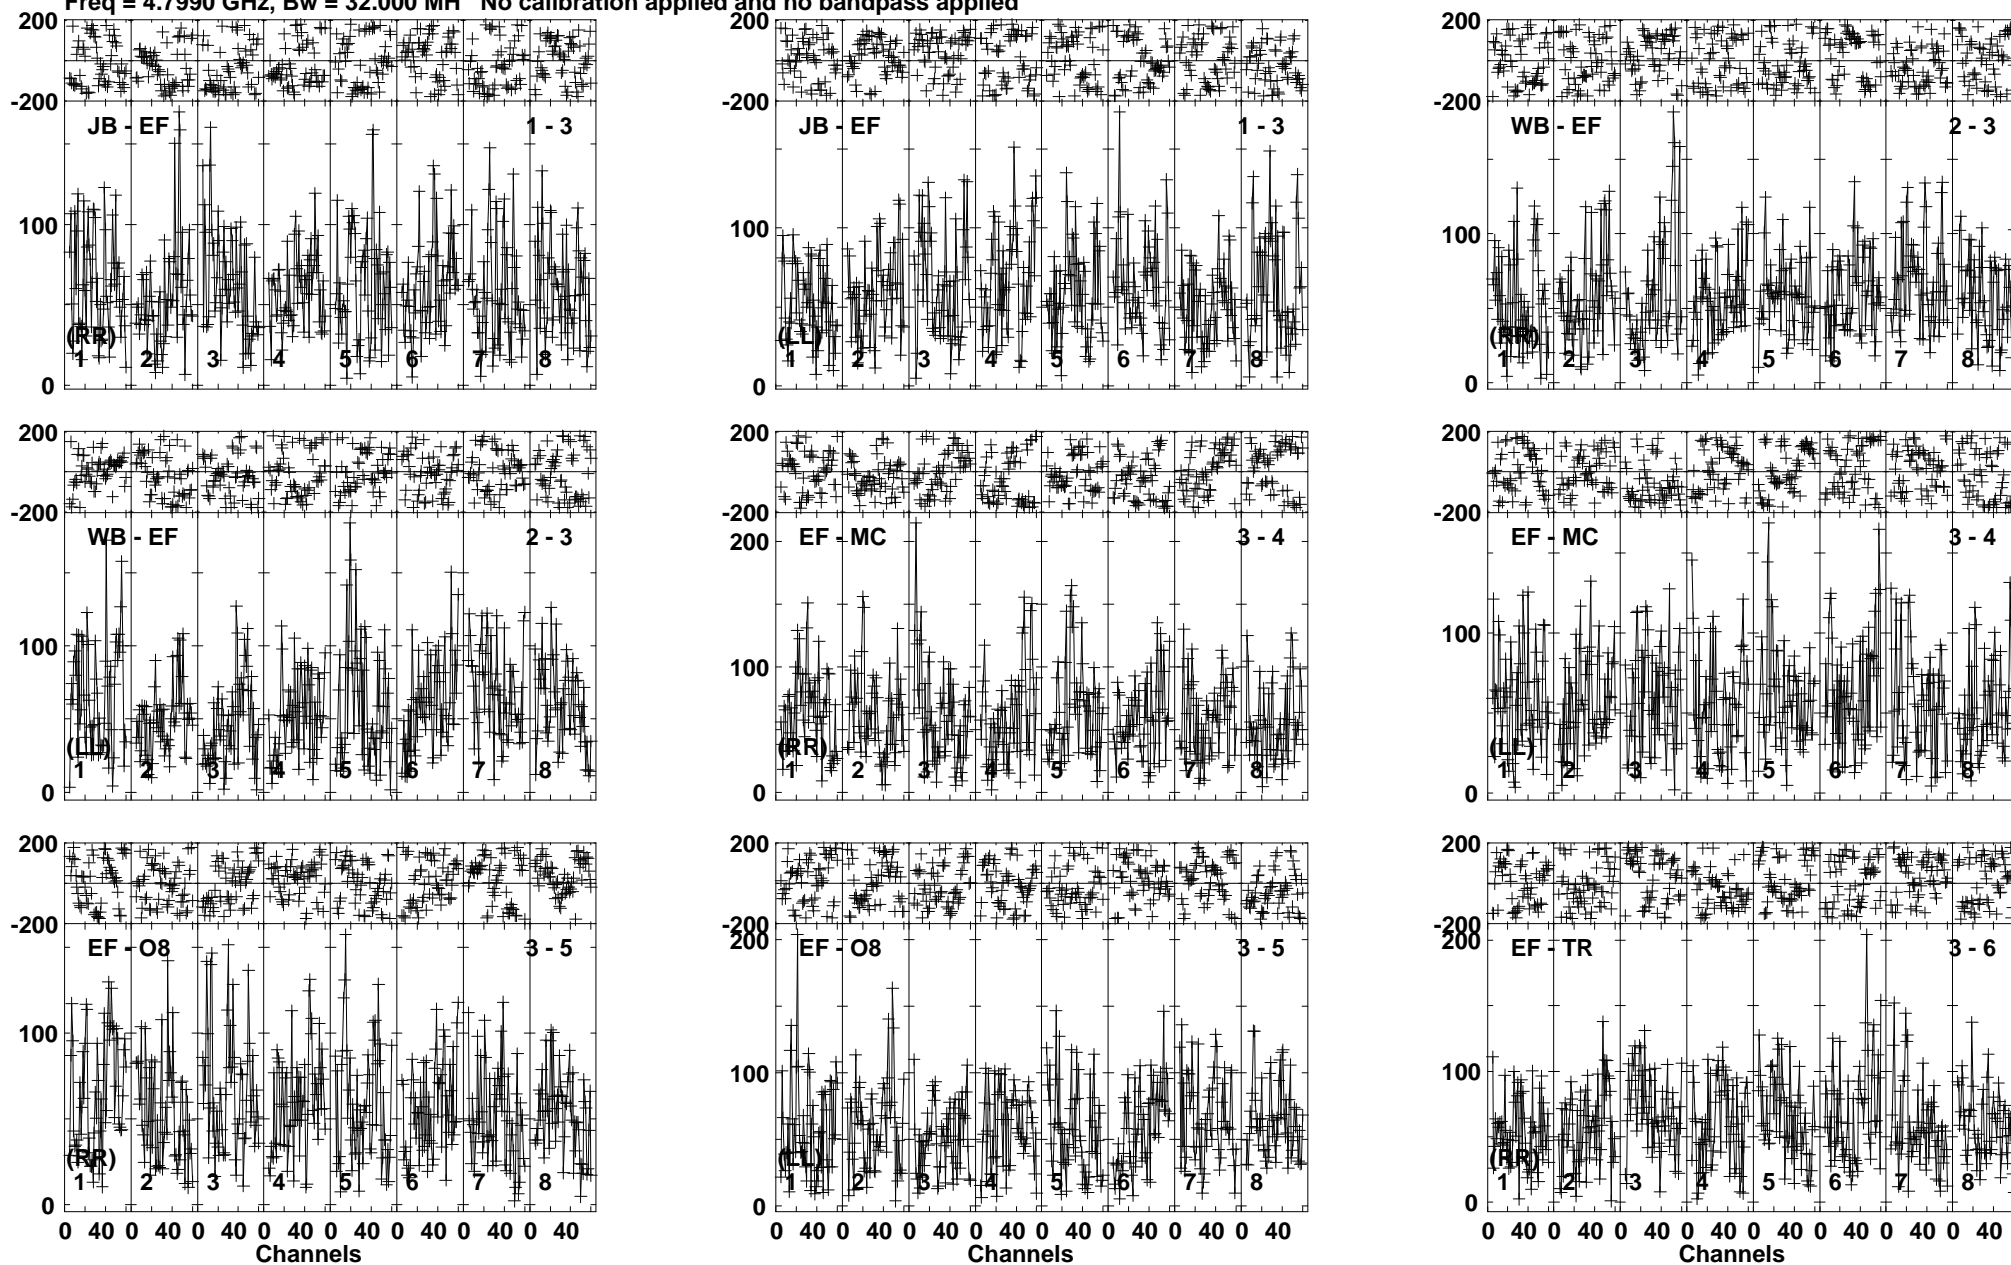 Freq = 4.7990 GHz, Bw = 32.000 MH No calibration applied and no bandpass applied
200 200 200
-200 -200 -200
JB - EF 1 - 3 JB - EF 1 - 3 WB - EF 2 - 3
100 100 100
(RR) (LL) (RR)
1 2 3 4 5 6 7 8 1 2 3 4 5 6 7 8 1 2 3 4 5 6 7 8
0 0 0
200 200 200
-200 -200 -200
WB - EF 2 - 3 EF - MC 3 - 4 EF - MC 3 - 4
200
100 100 100
(LL) (RR) (LL)
1 2 3 4 5 6 7 8 1 2 3 4 5 6 7 8 1 2 3 4 5 6 7 8
0 0 0
200 200 200
-200 -200 -200
EF - O8 3 - 5 EF - O8 3 - 5 EF - TR 3 - 6
200 200
100 100 100
(RR) (LL) (RR)
1 2 3 4 5 6 7 8 1 2 3 4 5 6 7 8 1 2 3 4 5 6 7 8
0 0 0
0 40 0 40 0 40 0 40 0 40 0 40 0 40 0 40 0 40 0 40 0 40 0 40 0 40 0 40 0 40 0 40 0 40 0 40 0 40 0 40 0 40 0 40 0 40 0 40
Channels Channels